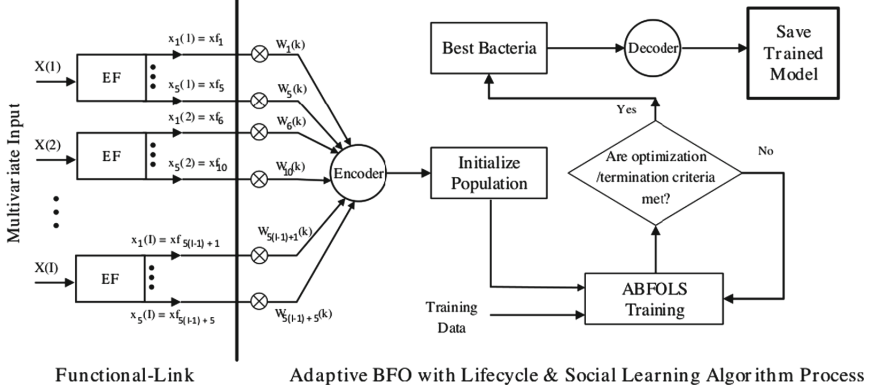 Multivariate Input
X(1)
EF
x₁(1) = xf₁
x₅(1) = xf₅
W₁(k)
W₅(k)
X(2)
EF
x₁(2) = xf₆
x₅(2) = xf₁₀
W₆(k)
W₁₀(k)
X(I)
EF
x₁(I) = xf₅₍I₋₁₎₊₁
x₅(I) = xf₅₍I₋₁₎₊₅
W₅₍I₋₁₎₊₁(k)
W₅₍I₋₁₎₊₅(k)
Encoder
Initialize
Population
Training
Data
ABFOLS
Training
Are optimization
/termination criteria
met?
Yes
No
Best Bacteria
Decoder
Save
Trained
Model
Functional-Link
Adaptive BFO with Lifecycle & Social Learning Algorithm Process